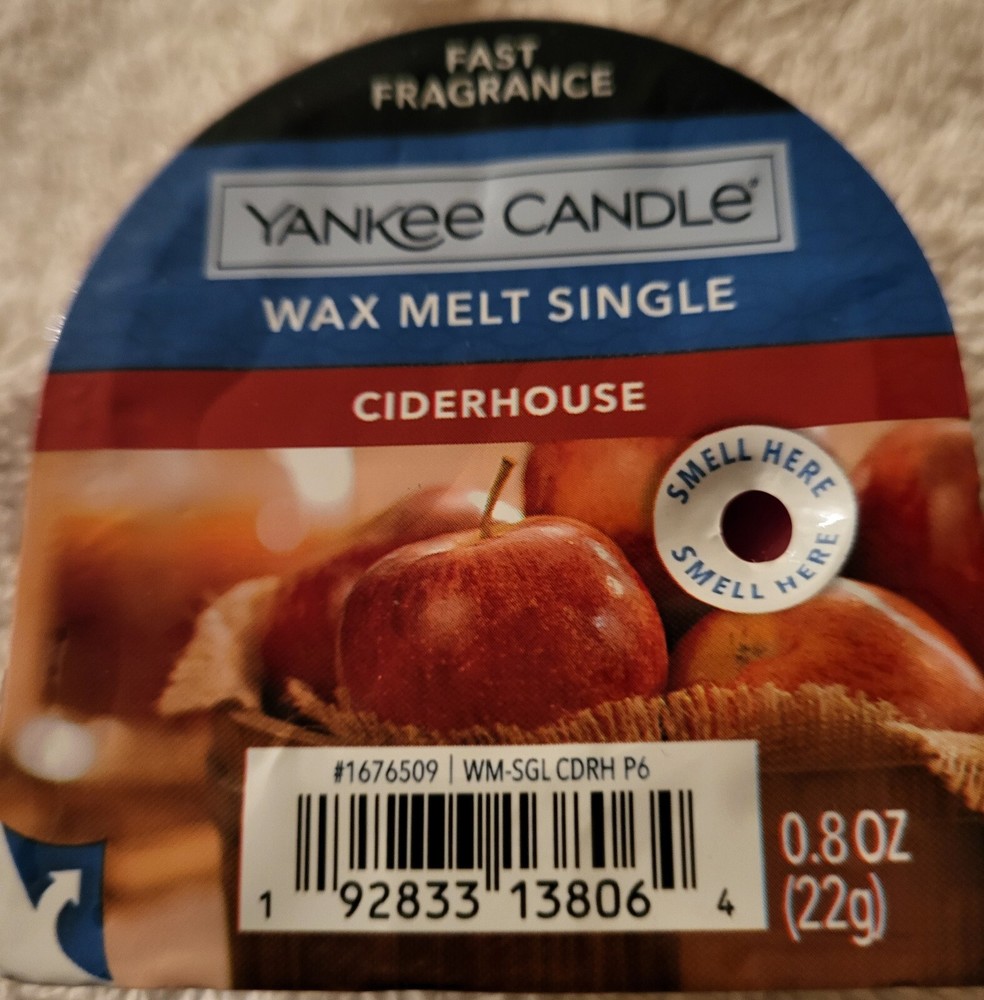 FAST
FRAGRANCE
YANKEE CANDLE®
WAX MELT SINGLE
CIDERHOUSE
SMELL HERE
SMELL HERE
#1676509 | WM-SGL CDRH P6
1 92833 13806 4
0.8 OZ
(22g)